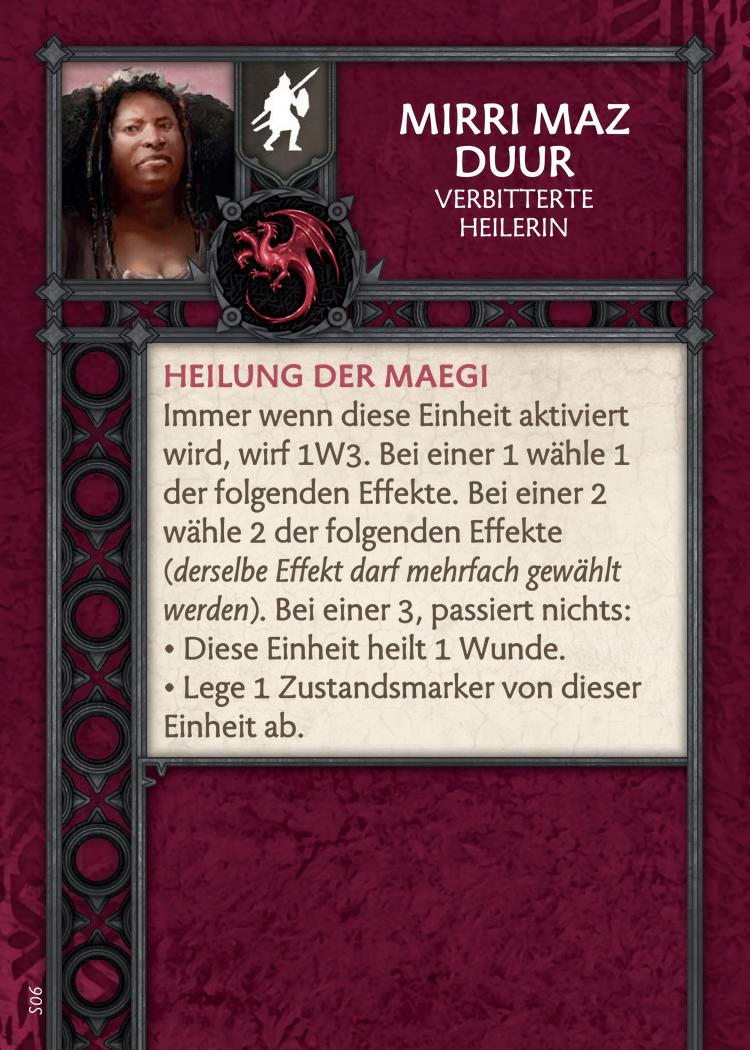 MIRRI MAZ
DUUR
VERBITTERTE
HEILERIN
HEILUNG DER MAEGI
Immer wenn diese Einheit aktiviert
wird, wirf 1W3. Bei einer 1 wähle 1
der folgenden Effekte. Bei einer 2
wähle 2 der folgenden Effekte
(derselbe Effekt darf mehrfach gewählt
werden). Bei einer 3, passiert nichts:
• Diese Einheit heilt 1 Wunde.
• Lege 1 Zustandsmarker von dieser
Einheit ab.
S06